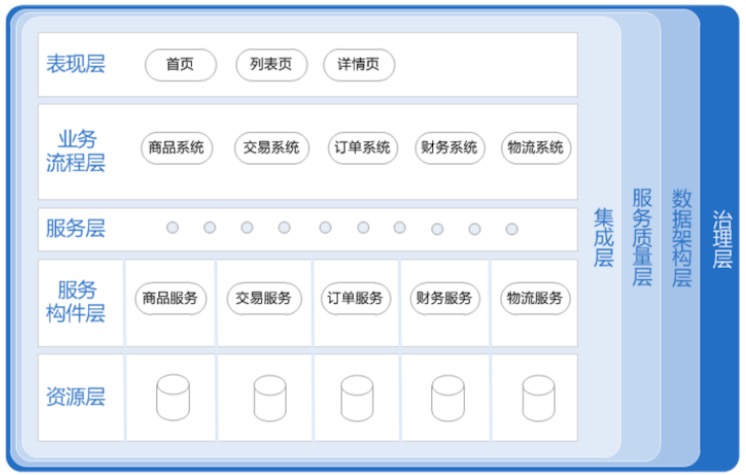 表现层
首页
列表页
详情页
业务
流程层
商品系统
交易系统
订单系统
财务系统
物流系统
服务层
服务
构件层
商品服务
交易服务
订单服务
财务服务
物流服务
资源层
集成层
服务质量层
数据架构层
治理层